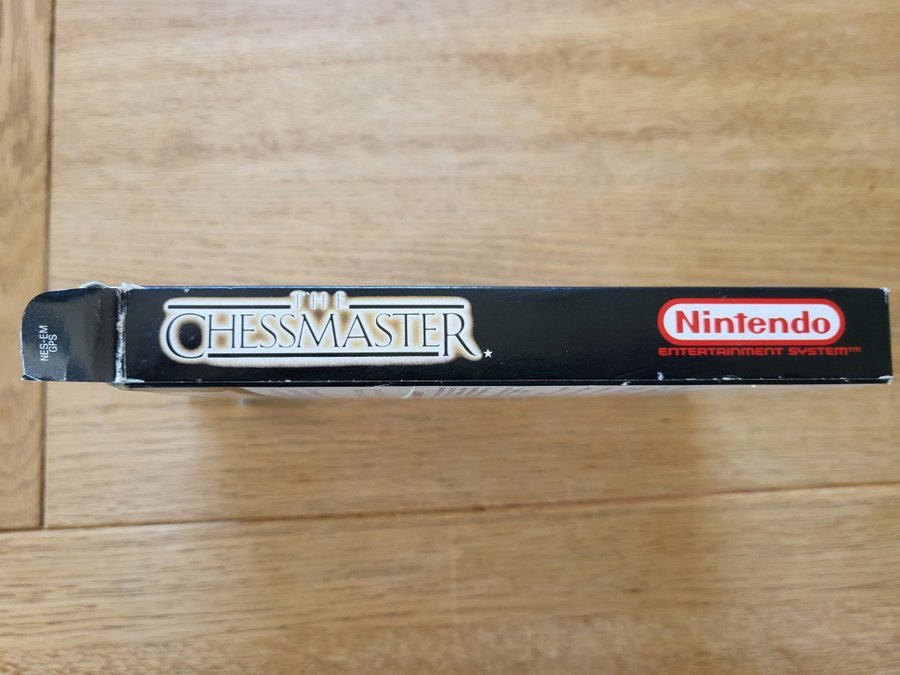 NES-EM
GPS
THE
CHESSMASTER
Nintendo
ENTERTAINMENT SYSTEM™